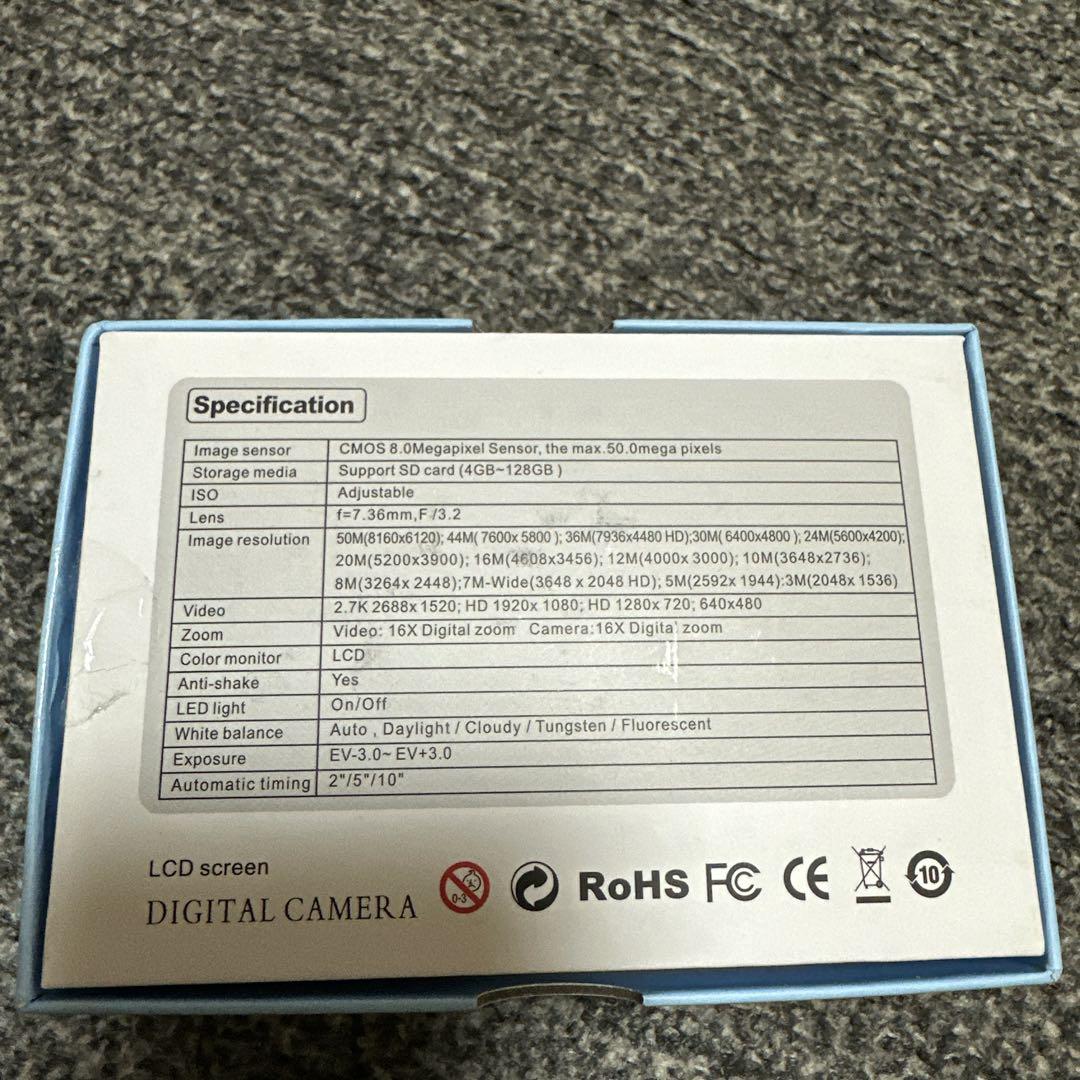 Specification
Image sensor CMOS 8.0Megapixel Sensor, the max.50.0mega pixels
Storage media Support SD card (4GB~128GB )
ISO Adjustable
Lens f=7.36mm,F/3.2
Image resolution 50M(8160x6120); 44M( 7600x 5800 ); 36M(7936x4480 HD);30M( 6400x4800 ); 24M(5600x4200);
20M(5200x3900); 16M(4608x3456); 12M(4000x 3000); 10M(3648x2736);
8M(3264x 2448);7M-Wide(3648 x 2048 HD); 5M(2592x 1944):3M(2048x 1536)
Video 2.7K 2688x 1520; HD 1920x 1080; HD 1280x 720; 640x480
Zoom Video: 16X Digital zoom Camera:16X Digital zoom
Color monitor LCD
Anti-shake Yes
LED light On/Off
White balance Auto , Daylight / Cloudy / Tungsten / Fluorescent
Exposure EV-3.0~ EV+3.0
Automatic timing 2"/5"/10"
LCD screen
DIGITAL CAMERA
0-3 RoHS FC CE 10